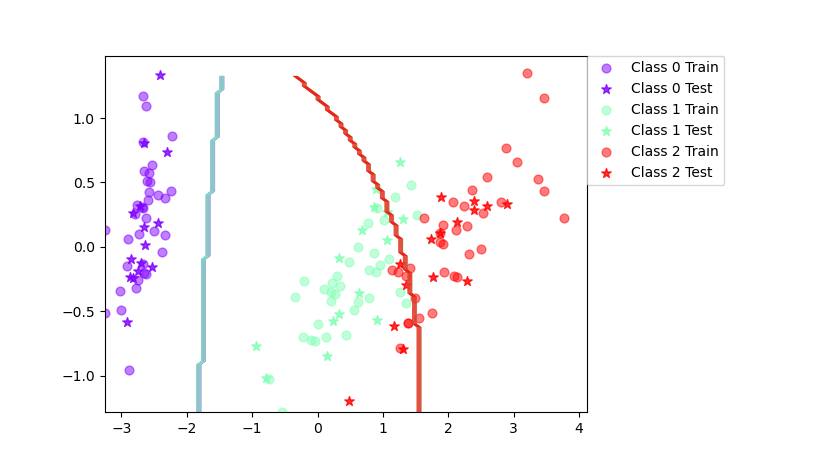 Class 0 Train
Class 0 Test
Class 1 Train
Class 1 Test
Class 2 Train
Class 2 Test
1.0
0.5
0.0
−0.5
−1.0
−3 −2 −1 0 1 2 3 4